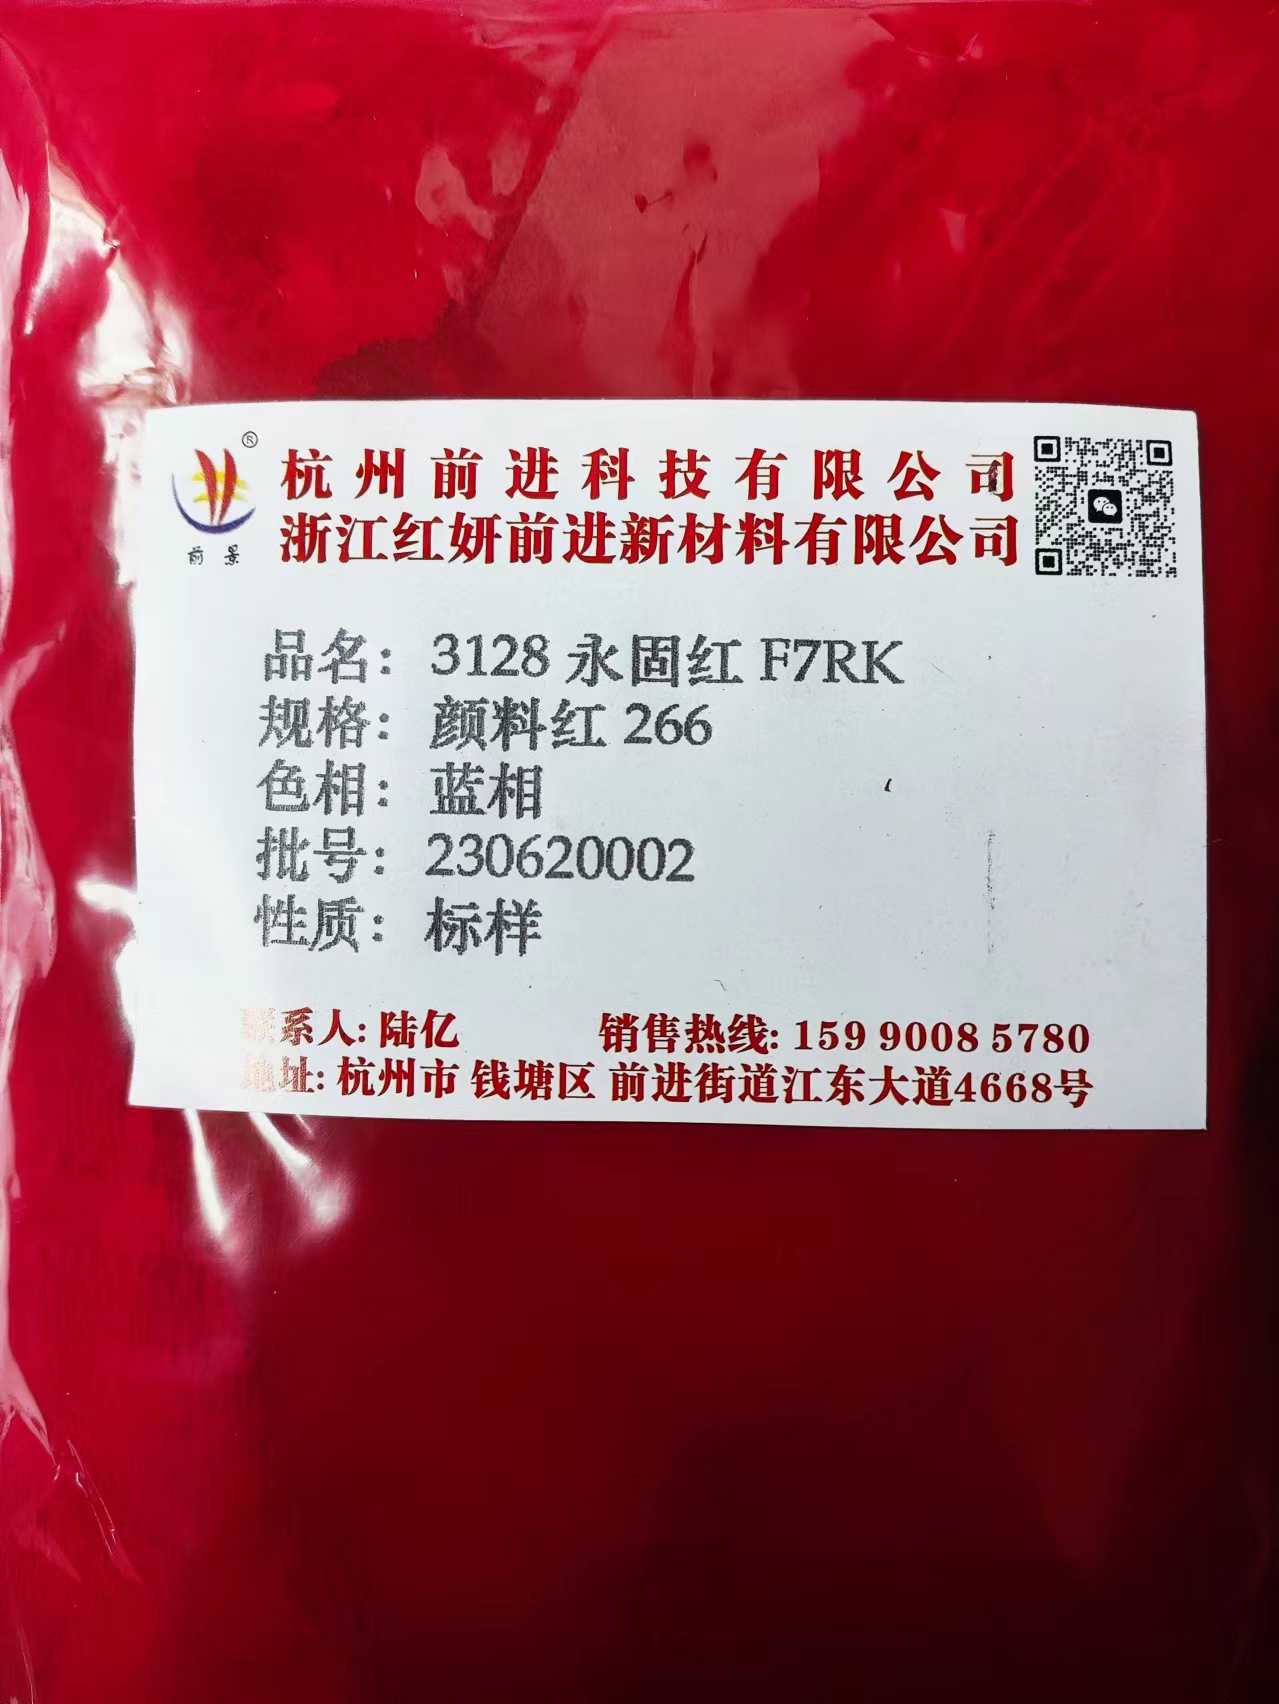 ®
前景
杭州前进科技有限公司
浙江红妍前进新材料有限公司
品名：3128 永固红 F7RK
规格：颜料红 266
色相：蓝相
批号：230620002
性质：标样
联系人: 陆亿 销售热线: 159 9008 5780
地址: 杭州市 钱塘区 前进街道江东大道4668号